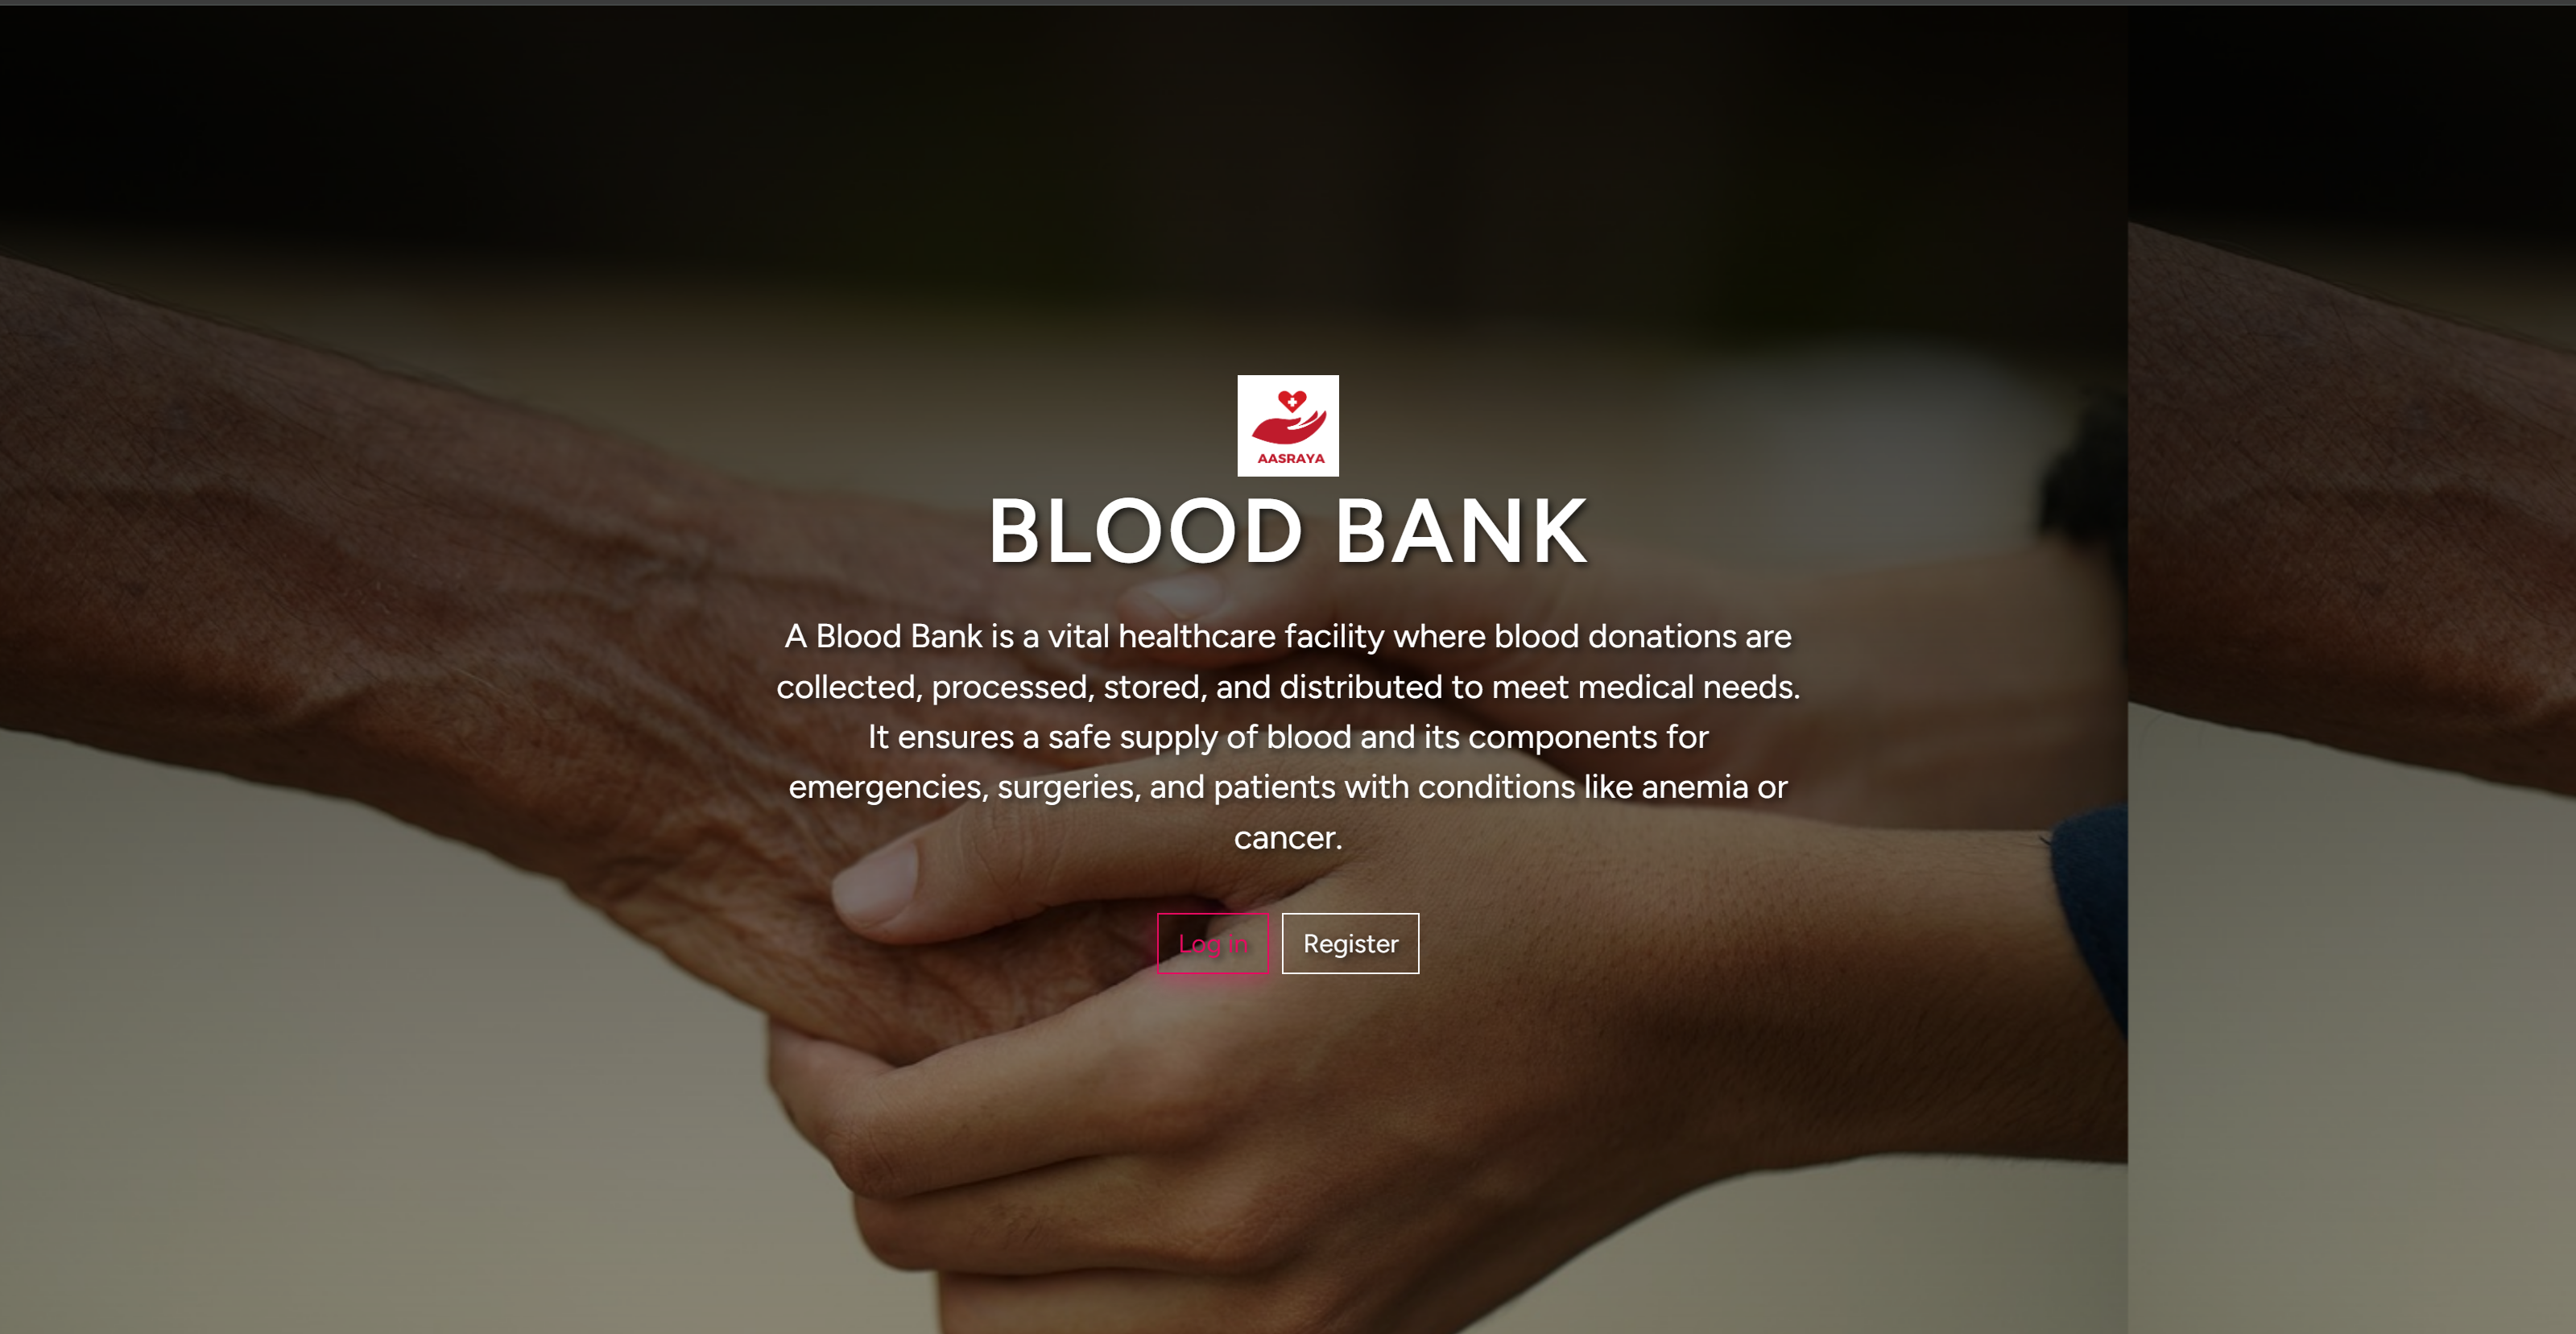 AASRAYA
BLOOD BANK
A Blood Bank is a vital healthcare facility where blood donations are
collected, processed, stored, and distributed to meet medical needs.
It ensures a safe supply of blood and its components for
emergencies, surgeries, and patients with conditions like anemia or
cancer.
Log in Register